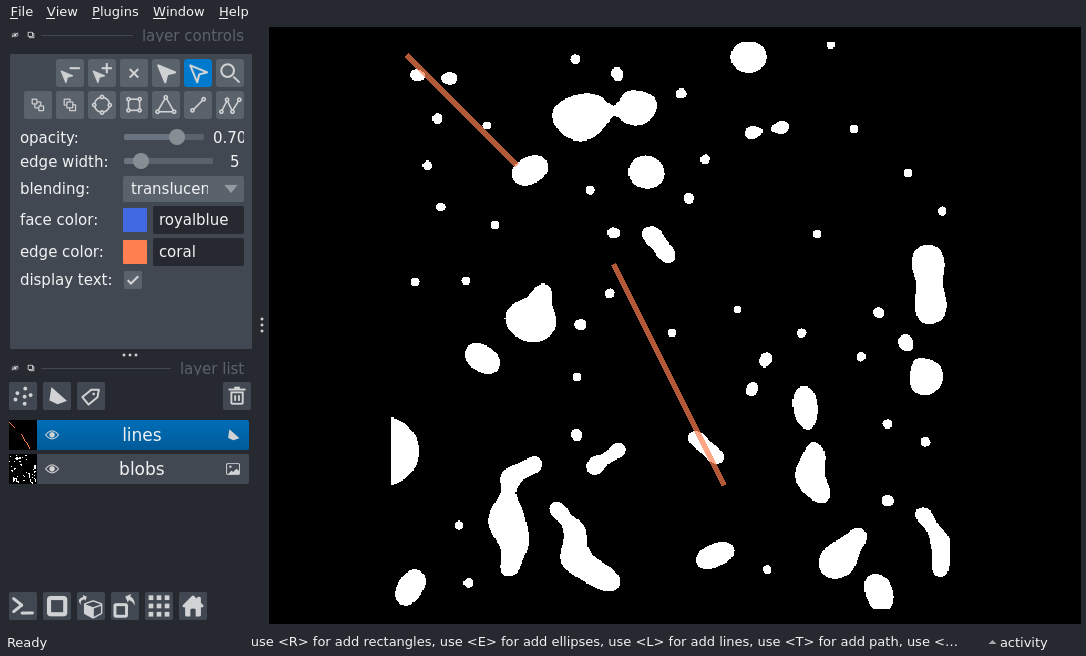 File View Plugins Window Help
layer controls
opacity: 0.70
edge width: 5
blending: translucen
face color: royalblue
edge color: coral
display text:
layer list
lines
blobs
Ready use <R> for add rectangles, use <E> for add ellipses, use <L> for add lines, use <T> for add path, use <... activity